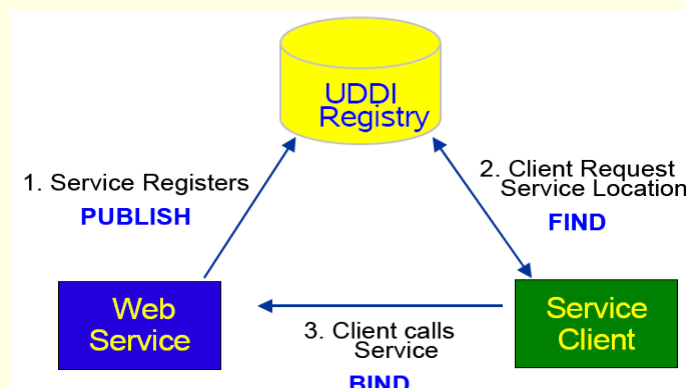 UDDI
Registry
1. Service Registers
PUBLISH
2. Client Request
Service Location
FIND
Web
Service
3. Client calls
Service
BIND
Service
Client